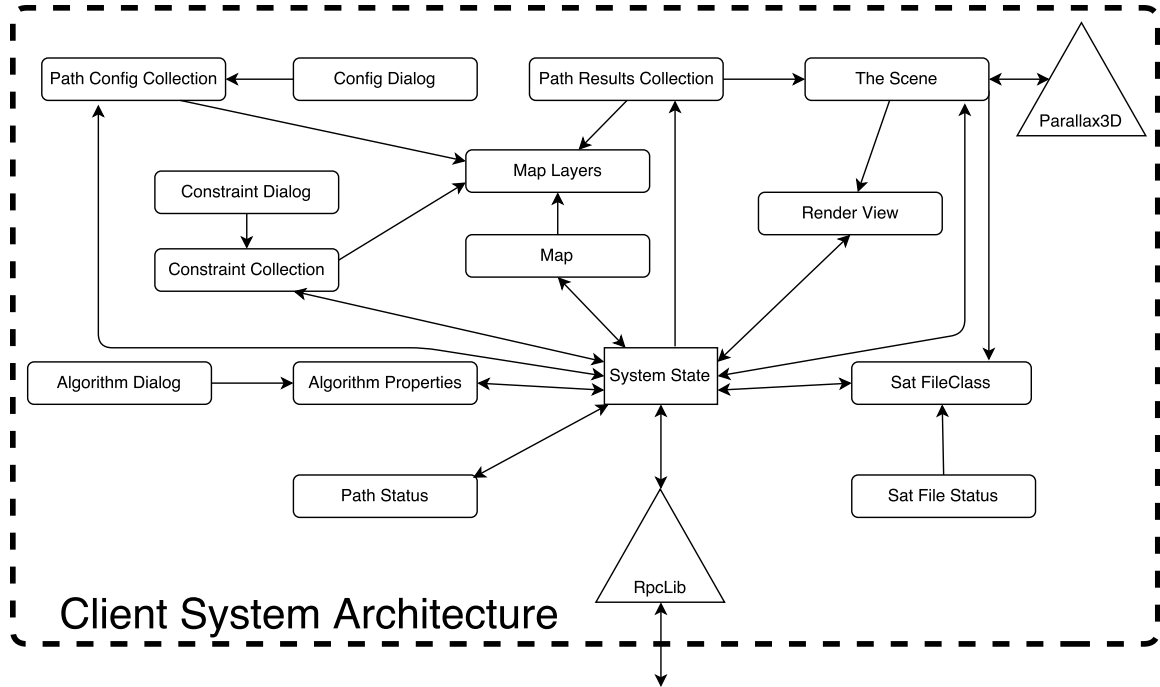 Path Config Collection
Config Dialog
Path Results Collection
The Scene
Parallax3D
Map Layers
Constraint Dialog
Render View
Constraint Collection
Map
Algorithm Dialog
Algorithm Properties
System State
Sat FileClass
Path Status
Sat File Status
RpcLib
Client System Architecture